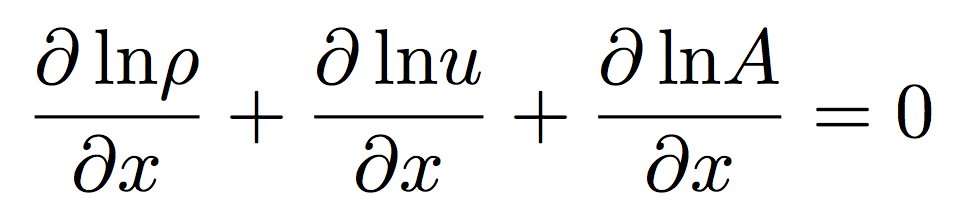 ∂ lnρ/∂x + ∂ lnu/∂x + ∂ lnA/∂x = 0